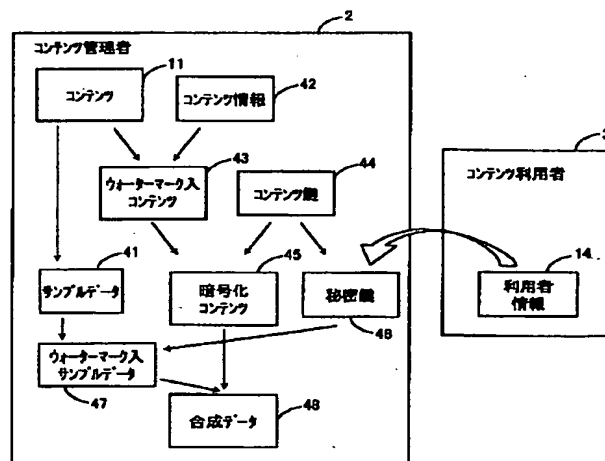 2
コンテンツ管理者
11
42
コンテンツ
コンテンツ情報
43
44
ウォーターマーク入
コンテンツ
コンテンツ鍵
コンテンツ利用者
41
45
14
サンプルデータ
暗号化
コンテンツ
秘密鍵
利用者
情報
46
ウォーターマーク入
サンプルデータ
47
合成データ
48